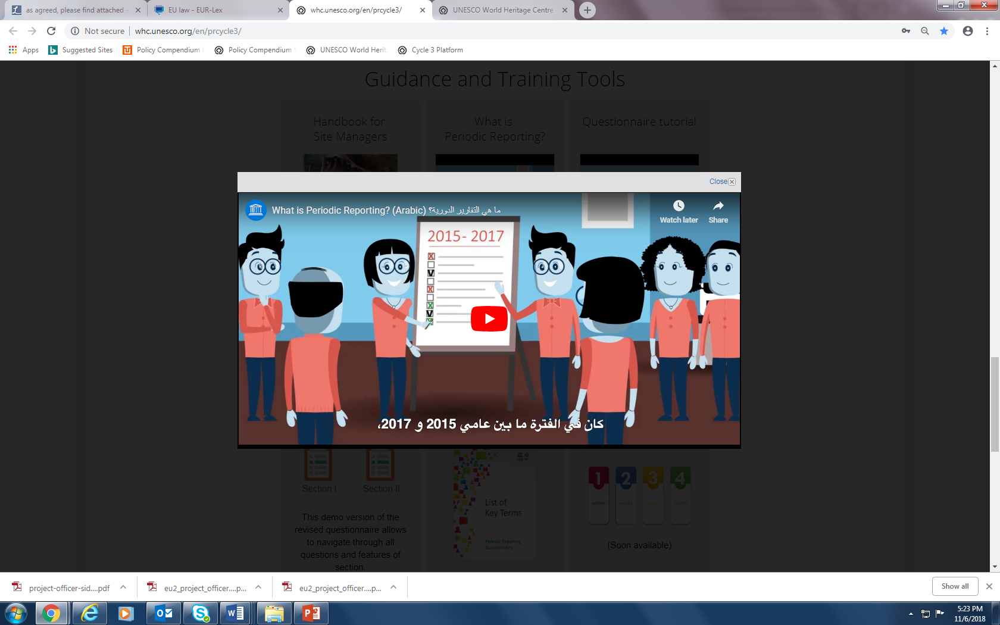 as agreed, please find attached -
EU law - EUR-Lex
whc.unesco.org/en/prcycle3/
UNESCO World Heritage Centre
Not secure
whc.unesco.org/en/prcycle3/
Apps
Suggested Sites
Policy Compendium
Policy Compendium
UNESCO World Herit
Cycle 3 Platform
Guidance and Training Tools
Handbook for
Site Managers
What is
Periodic Reporting?
Questionnaire tutorial
Close
What is Periodic Reporting? (Arabic) ما هي التقارير الدورية؟
Watch later
Share
2015- 2017
كان في الفترة ما بين عامي 2015 و 2017،
Section I
Section II
This demo version of the
revised questionnaire allows
to navigate through all
questions and features of
section.
List of
Key Terms
Periodic Reporting
Questionnaire
1
2
3
4
(Soon available)
project-officer-sid....pdf
eu2_project_officer....p...
eu2_project_officer....p...
Show all
5:23 PM
11/6/2018